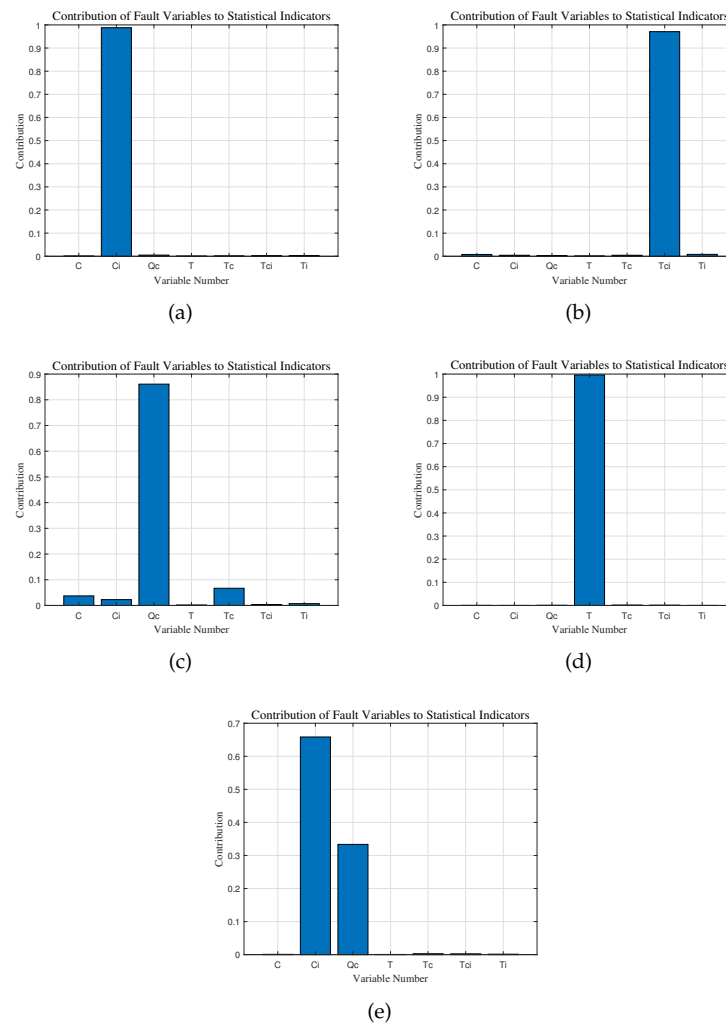 Contribution of Fault Variables to Statistical Indicators
1
0.9
0.8
0.7
0.6
0.5
0.4
0.3
0.2
0.1
0
Contribution
C Ci Qc T Tc Tci Ti
Variable Number
(a)
Contribution of Fault Variables to Statistical Indicators
1
0.9
0.8
0.7
0.6
0.5
0.4
0.3
0.2
0.1
0
Contribution
C Ci Qc T Tc Tci Ti
Variable Number
(b)
Contribution of Fault Variables to Statistical Indicators
0.9
0.8
0.7
0.6
0.5
0.4
0.3
0.2
0.1
0
Contribution
C Ci Qc T Tc Tci Ti
Variable Number
(c)
Contribution of Fault Variables to Statistical Indicators
1
0.9
0.8
0.7
0.6
0.5
0.4
0.3
0.2
0.1
0
Contribution
C Ci Qc T Tc Tci Ti
Variable Number
(d)
Contribution of Fault Variables to Statistical Indicators
0.7
0.6
0.5
0.4
0.3
0.2
0.1
0
Contribution
C Ci Qc T Tc Tci Ti
Variable Number
(e)